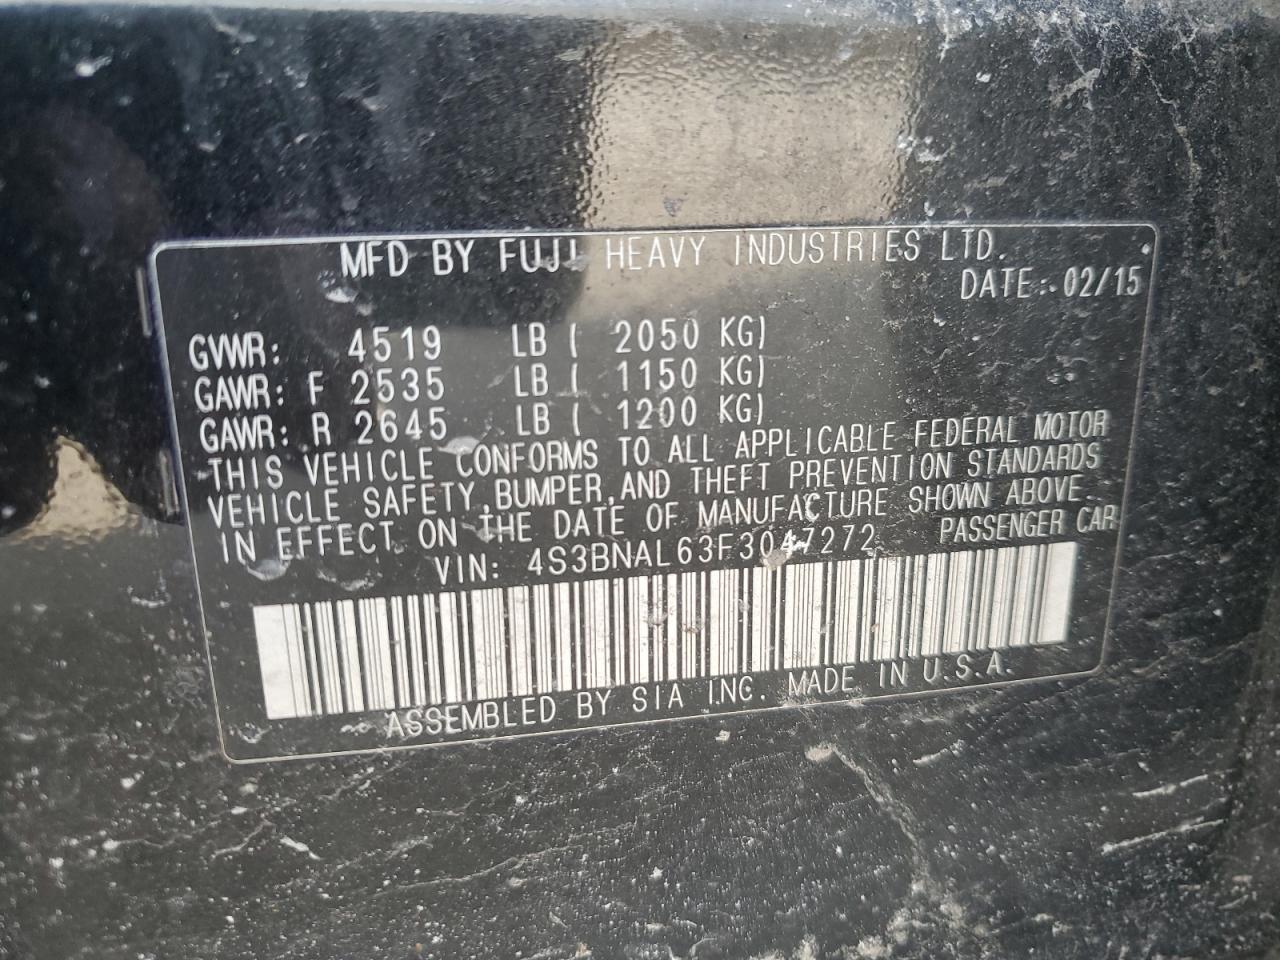 MFD BY FUJI HEAVY INDUSTRIES LTD.
DATE: 02/15
GVWR: 4519 LB ( 2050 KG)
GAWR: F 2535 LB ( 1150 KG)
GAWR: R 2645 LB ( 1200 KG)
THIS VEHICLE CONFORMS TO ALL APPLICABLE FEDERAL MOTOR
VEHICLE SAFETY, BUMPER, AND THEFT PREVENTION STANDARDS
IN EFFECT ON THE DATE OF MANUFACTURE SHOWN ABOVE.
VIN: 4S3BNAL63F3047272 PASSENGER CAR
ASSEMBLED BY SIA INC. MADE IN U.S.A.